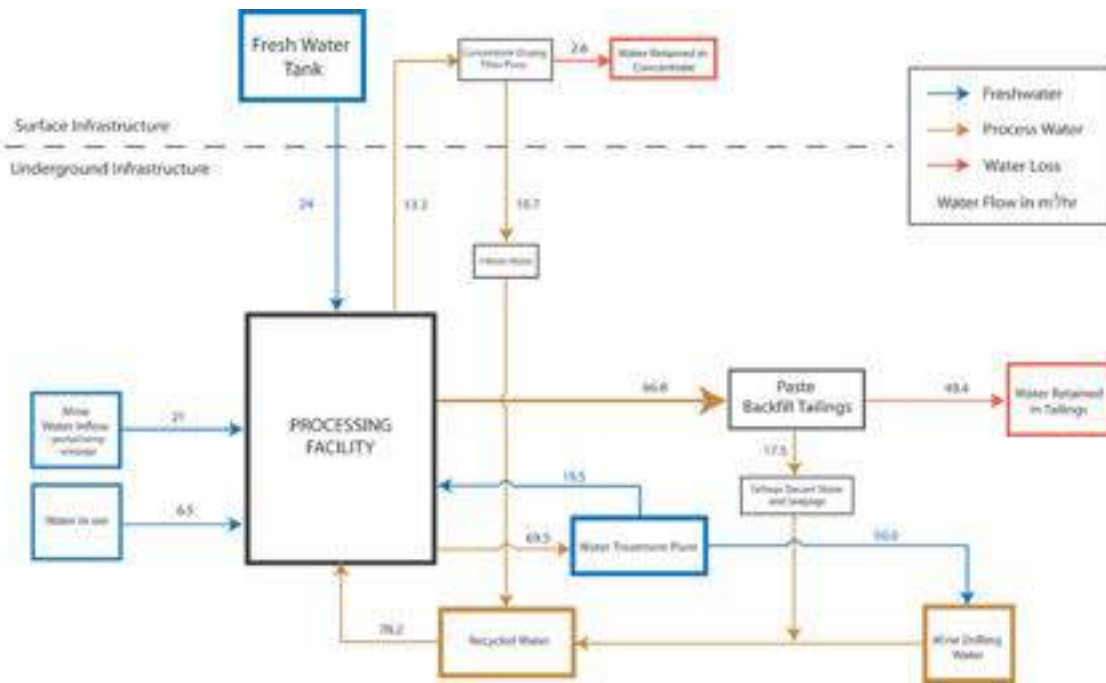 Fresh Water
Tank
2.6
Water Retained in
Concentrate
Surface Infrastructure
Underground Infrastructure
Freshwater
Process Water
Water Loss
Water Flow in m³/hr
24
13.2
10.7
Mine
Water Inflow
21
Water in ore
6.5
PROCESSING
FACILITY
66.8
Paste
Backfill Tailings
49.4
Water Retained
in Tailings
17.5
Tailings Decant Water
and Seepage
19.5
69.5
Water Treatment Plant
50.0
78.2
Recycled Water
Mine Drilling
Water